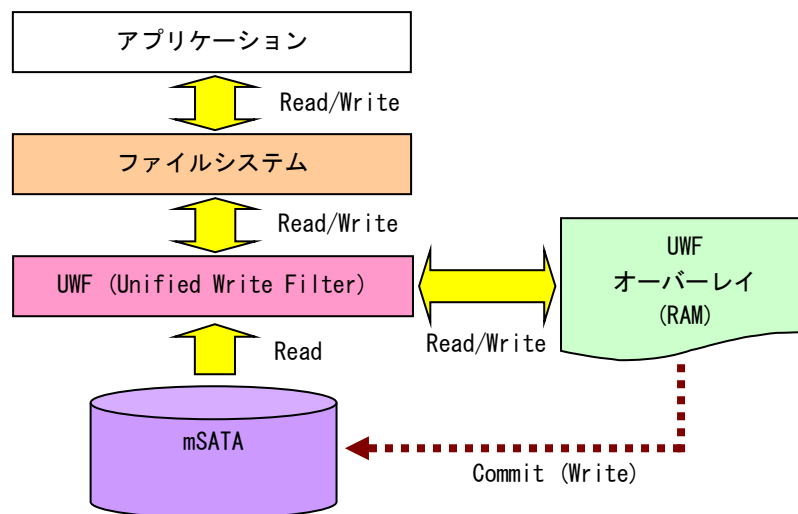 アプリケーション
Read/Write
ファイルシステム
Read/Write
UWF (Unified Write Filter)
Read/Write
UWF
オーバーレイ
(RAM)
Read
mSATA
Commit (Write)